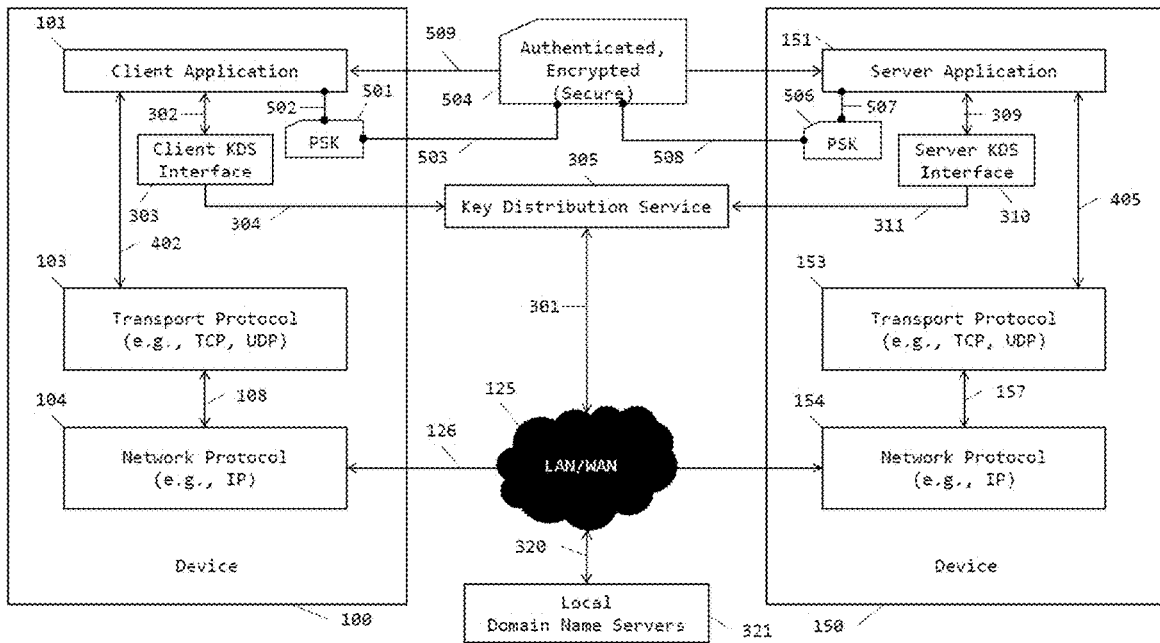 101
509
Authenticated,
Encrypted
(Secure)
151
Client Application
504
Server Application
302
502
501
506
507
309
PSK
PSK
Client KDS
Interface
503
305
508
Server KDS
Interface
303
304
Key Distribution Service
311
310
402
405
103
153
301
Transport Protocol
(e.g., TCP, UDP)
Transport Protocol
(e.g., TCP, UDP)
108
125
157
104
126
154
Network Protocol
(e.g., IP)
LAN/WAN
Network Protocol
(e.g., IP)
320
Device
Device
Local
Domain Name Servers
100
321
150